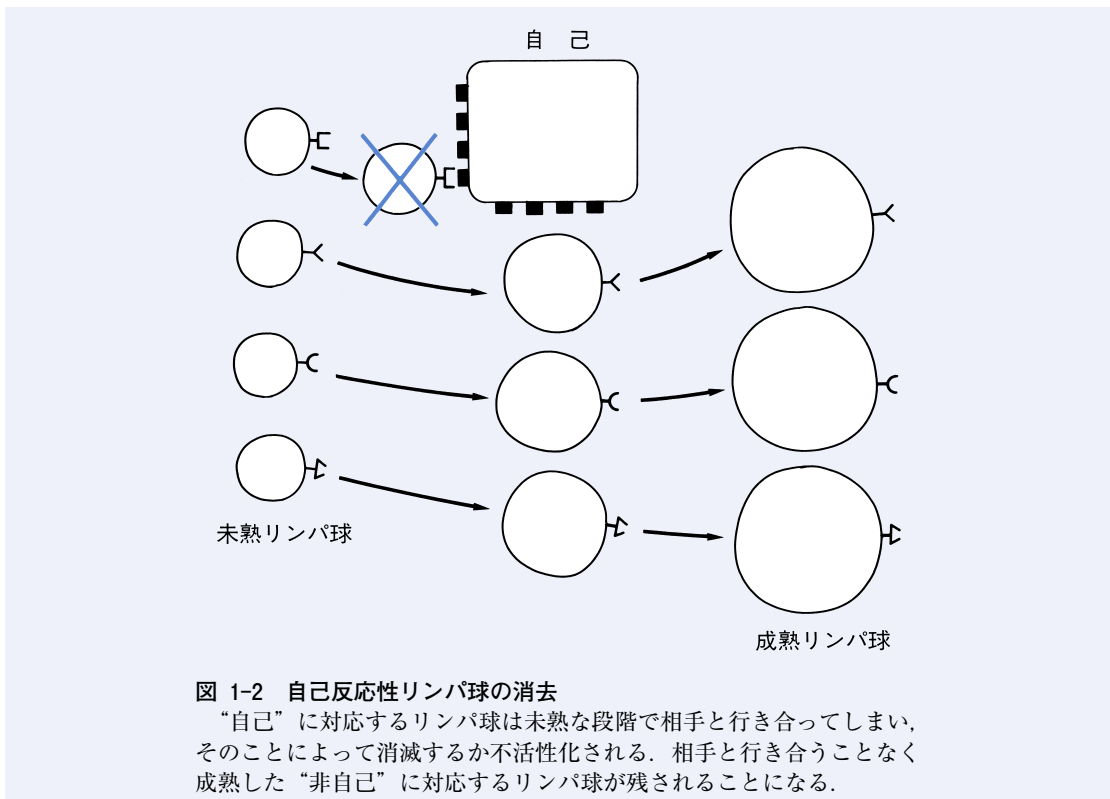 自 己
未熟リンパ球
成熟リンパ球
図 1-2 自己反応性リンパ球の消去
“自己”に対応するリンパ球は未熟な段階で相手と行き合ってしまい，
そのことによって消滅するか不活性化される．相手と行き合うことなく
成熟した“非自己”に対応するリンパ球が残されることになる．